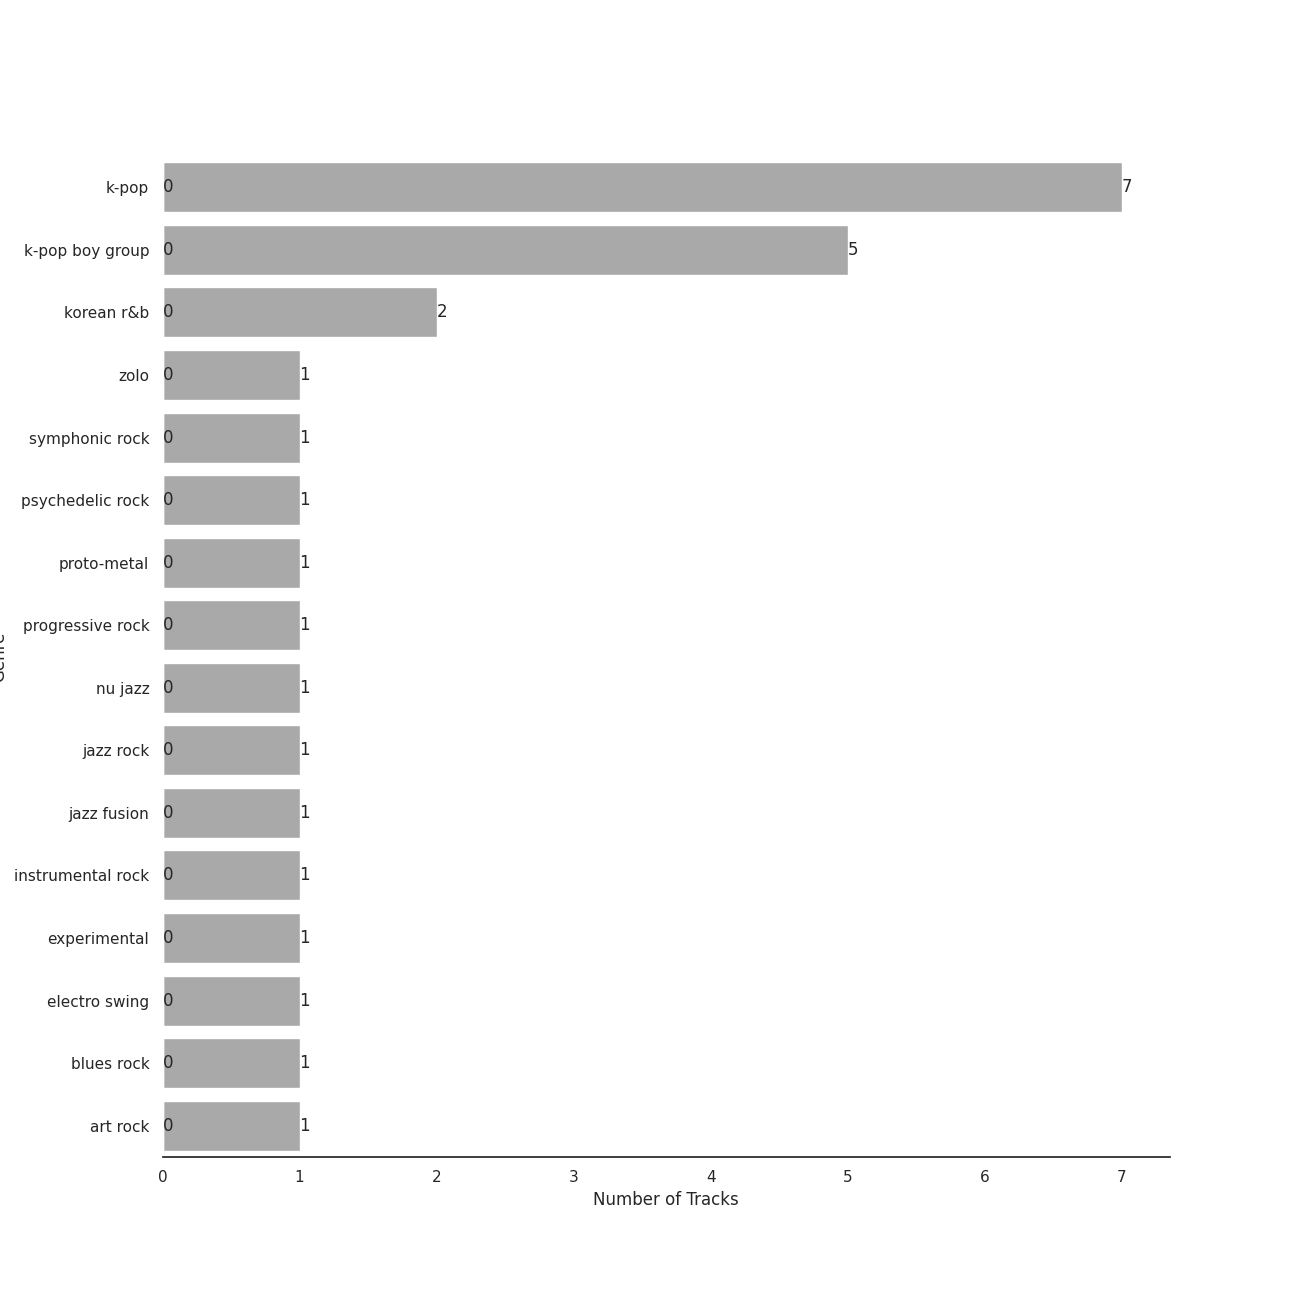 k-pop 0 7
k-pop boy group 0 5
korean r&b 0 2
zolo 0 1
symphonic rock 0 1
psychedelic rock 0 1
proto-metal 0 1
progressive rock 0 1
nu jazz 0 1
jazz rock 0 1
jazz fusion 0 1
instrumental rock 0 1
experimental 0 1
electro swing 0 1
blues rock 0 1
art rock 0 1
0 1 2 3 4 5 6 7
Number of Tracks